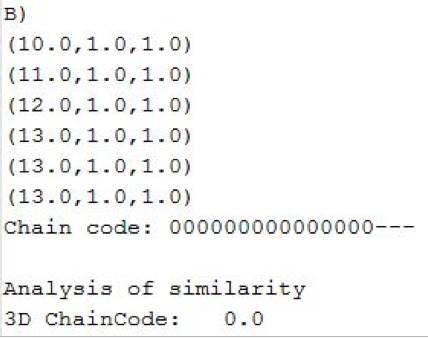 B)
(10.0,1.0,1.0)
(11.0,1.0,1.0)
(12.0,1.0,1.0)
(13.0,1.0,1.0)
(13.0,1.0,1.0)
(13.0,1.0,1.0)
Chain code: 000000000000000---
Analysis of similarity
3D ChainCode:   0.0